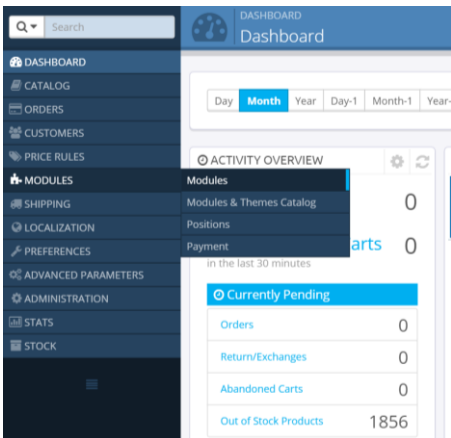 Search
DASHBOARD
Dashboard
DASHBOARD
CATALOG
ORDERS
CUSTOMERS
PRICE RULES
MODULES
SHIPPING
LOCALIZATION
PREFERENCES
ADVANCED PARAMETERS
ADMINISTRATION
STATS
STOCK
Modules
Modules & Themes Catalog
Positions
Payment
Day Month Year Day-1 Month-1 Year-
ACTIVITY OVERVIEW
0
arts 0
in the last 30 minutes
Currently Pending
Orders 0
Return/Exchanges 0
Abandoned Carts 0
Out of Stock Products 1856